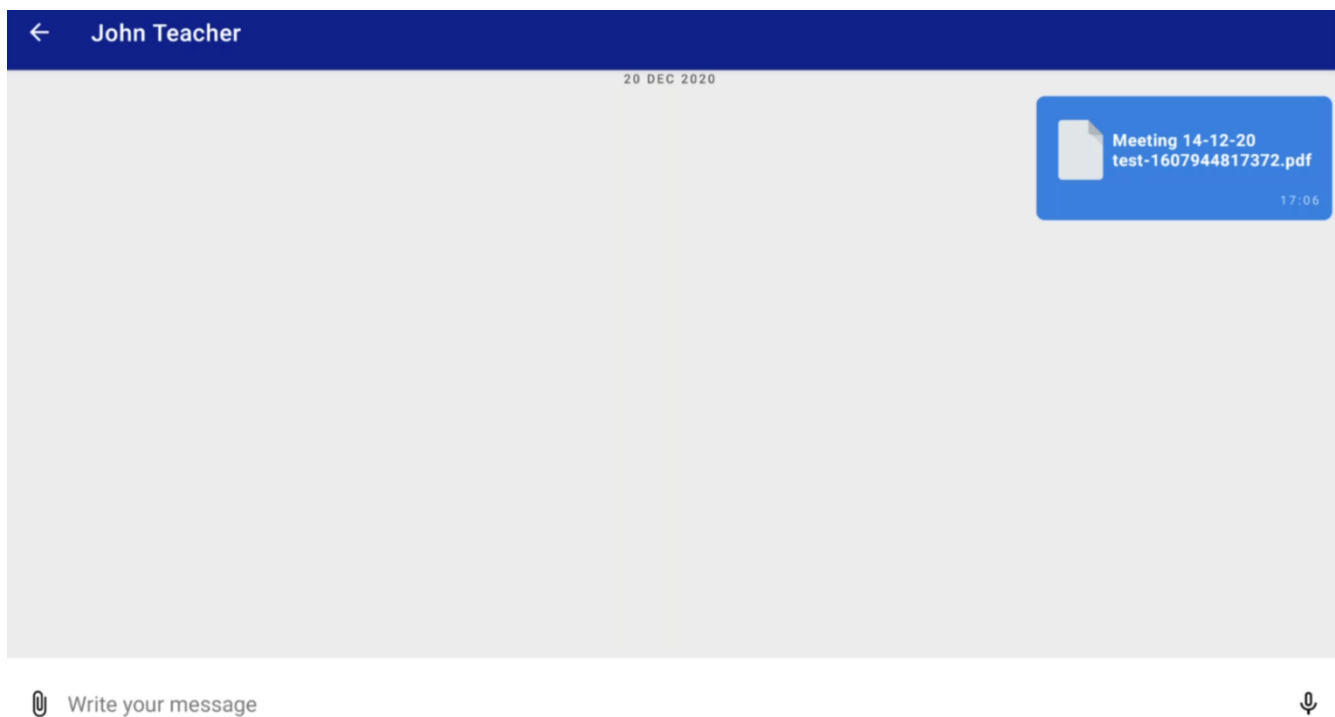 John Teacher
20 DEC 2020
Meeting 14-12-20
test-1607944817372.pdf
17:06
Write your message